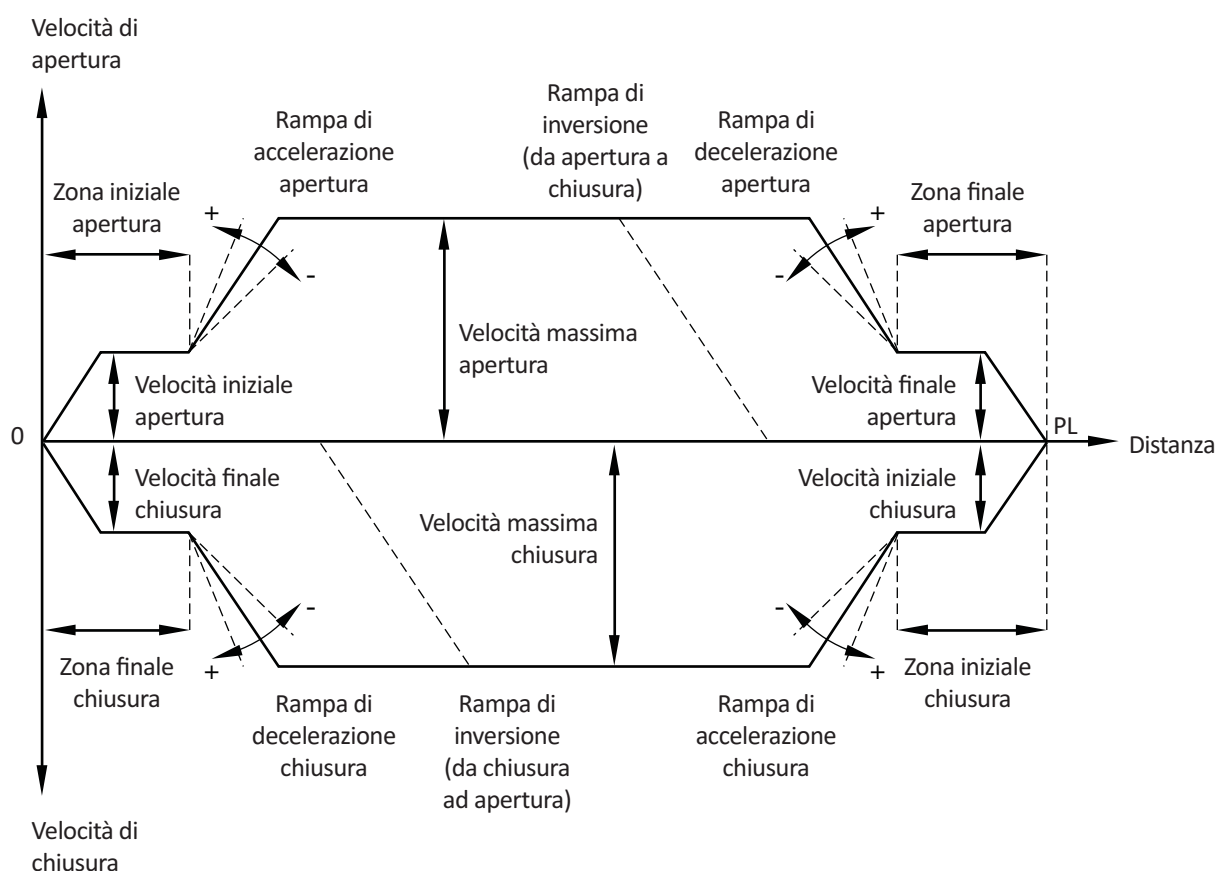 Velocità di
apertura
Rampa di
accelerazione
apertura
Rampa di
inversione
(da apertura a
chiusura)
Rampa di
decelerazione
apertura
Zona iniziale
apertura
Zona finale
apertura
+
-
+
-
Velocità massima
apertura
Velocità iniziale
apertura
Velocità finale
apertura
0
PL
Distanza
Velocità finale
chiusura
Velocità iniziale
chiusura
Velocità massima
chiusura
-
+
-
+
Zona finale
chiusura
Zona iniziale
chiusura
Rampa di
decelerazione
chiusura
Rampa di
inversione
(da chiusura
ad apertura)
Rampa di
accelerazione
chiusura
Velocità di
chiusura